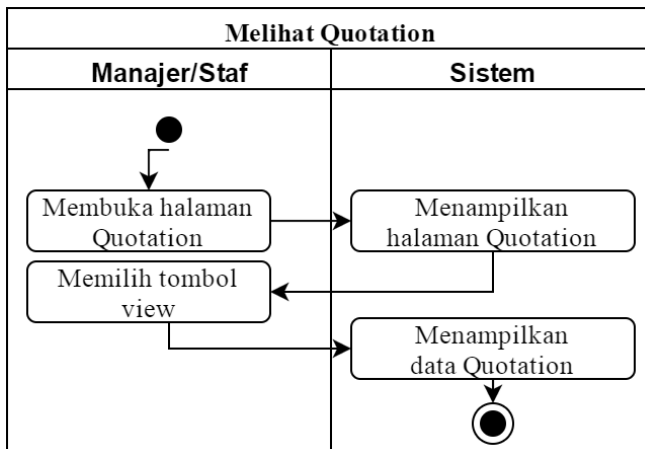 Melihat Quotation
Manajer/Staf
Sistem
Membuka halaman
Quotation
Menampilkan
halaman Quotation
Memilih tombol
view
Menampilkan
data Quotation